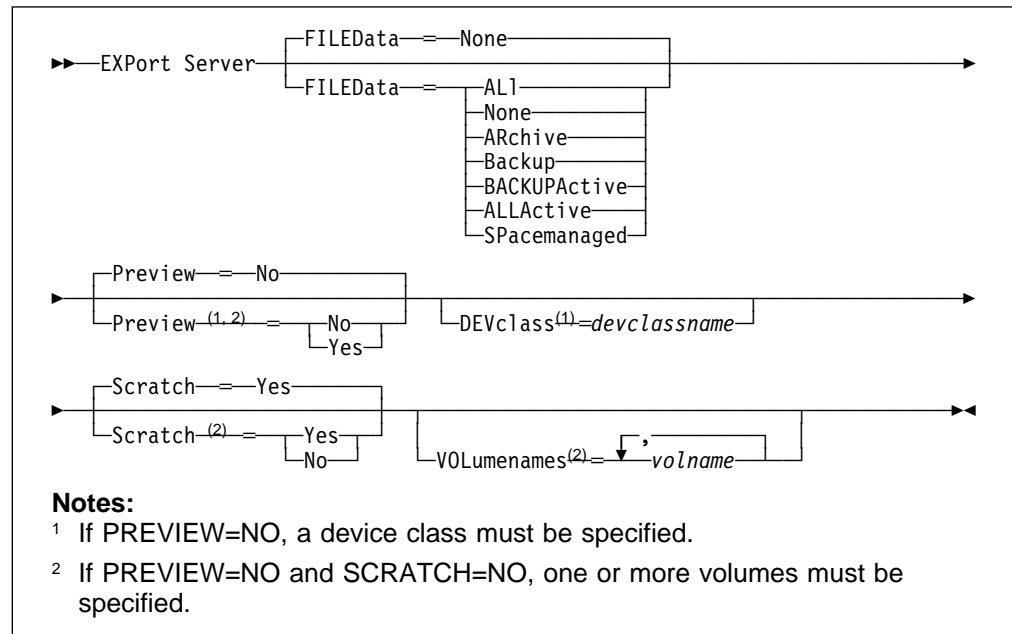 FILEData = None
EXPort Server
FILEData = ALl
None
ARchive
Backup
BACKUPActive
ALLActive
SPacemanaged
Preview = No
Preview (1, 2) = No
Yes
DEVclass(1)=devclassname
Scratch = Yes
Scratch (2) = Yes
No
VOLumenames(2)= , volname
Notes:
1 If PREVIEW=NO, a device class must be specified.
2 If PREVIEW=NO and SCRATCH=NO, one or more volumes must be
specified.